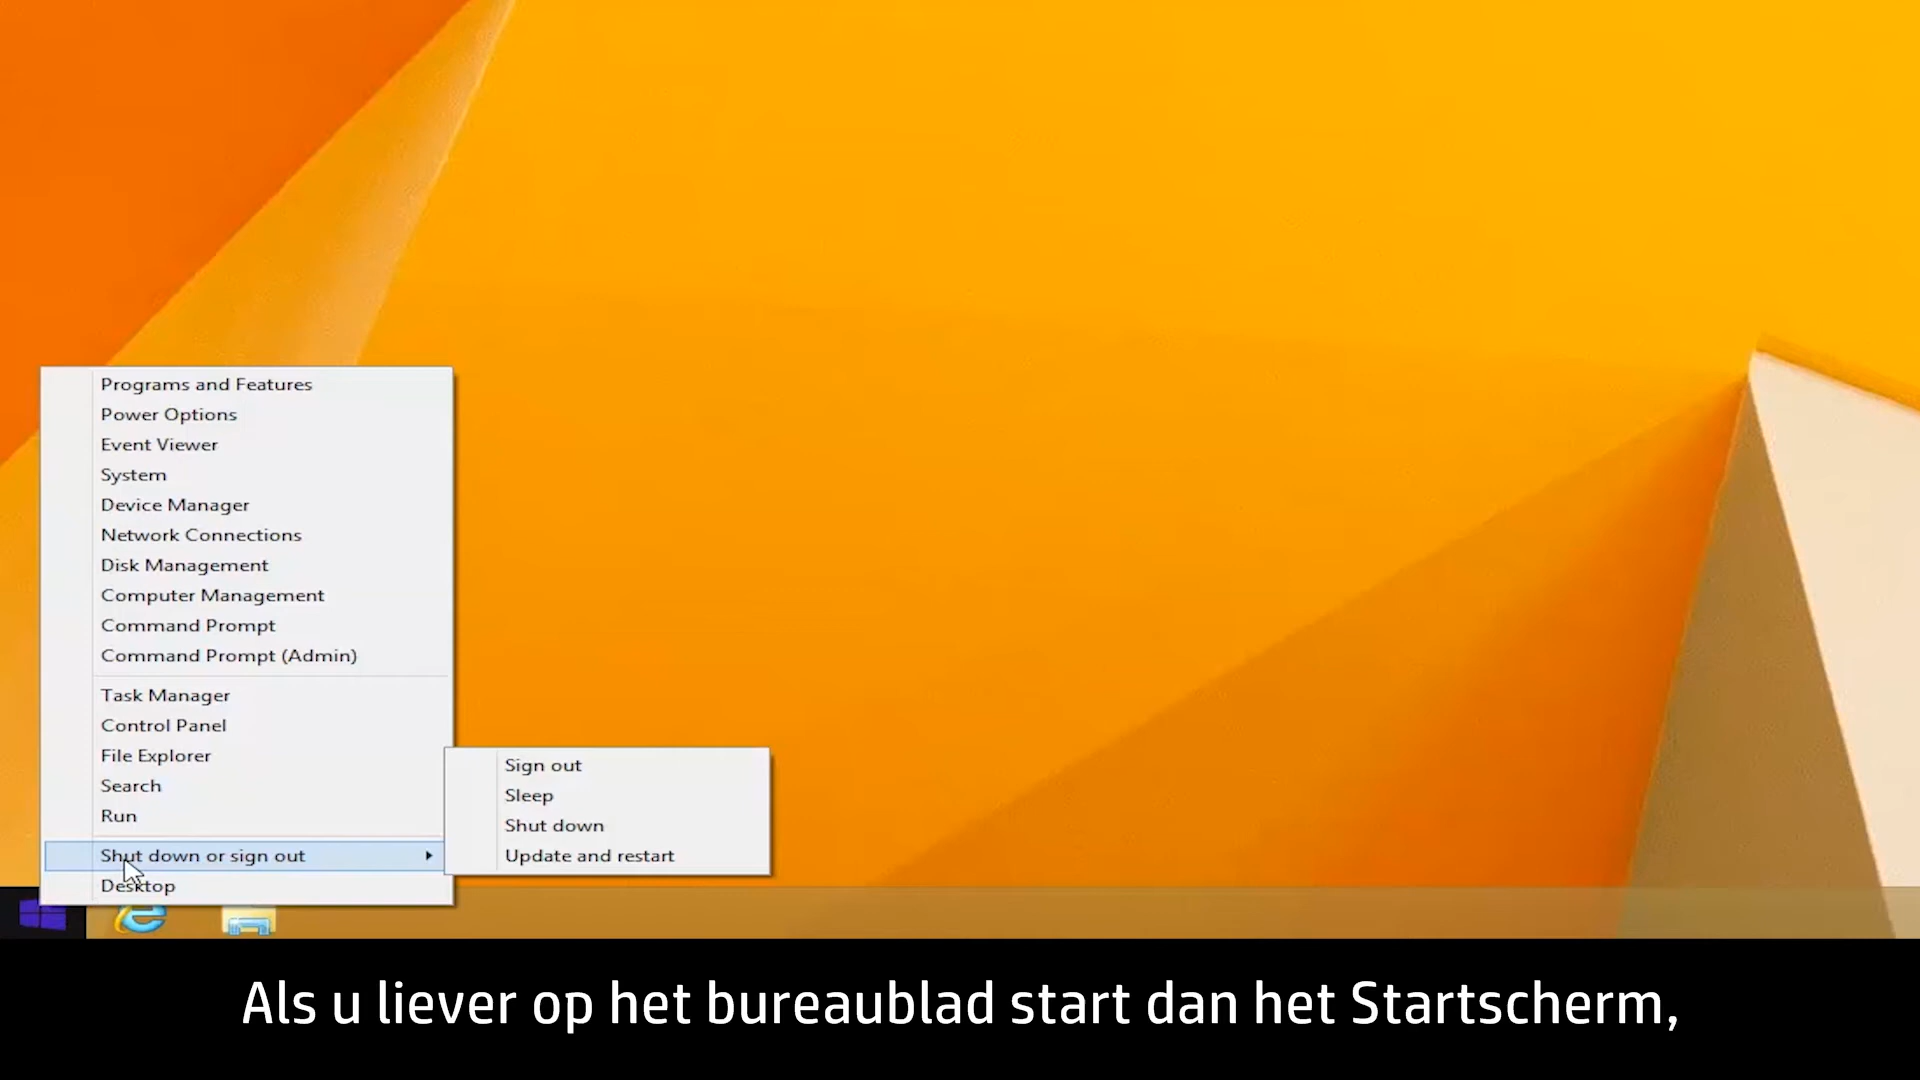 Programs and Features
Power Options
Event Viewer
System
Device Manager
Network Connections
Disk Management
Computer Management
Command Prompt
Command Prompt (Admin)
Task Manager
Control Panel
File Explorer
Search
Run
Shut down or sign out
Desktop
Sign out
Sleep
Shut down
Update and restart
Als u liever op het bureaublad start dan het Startscherm,